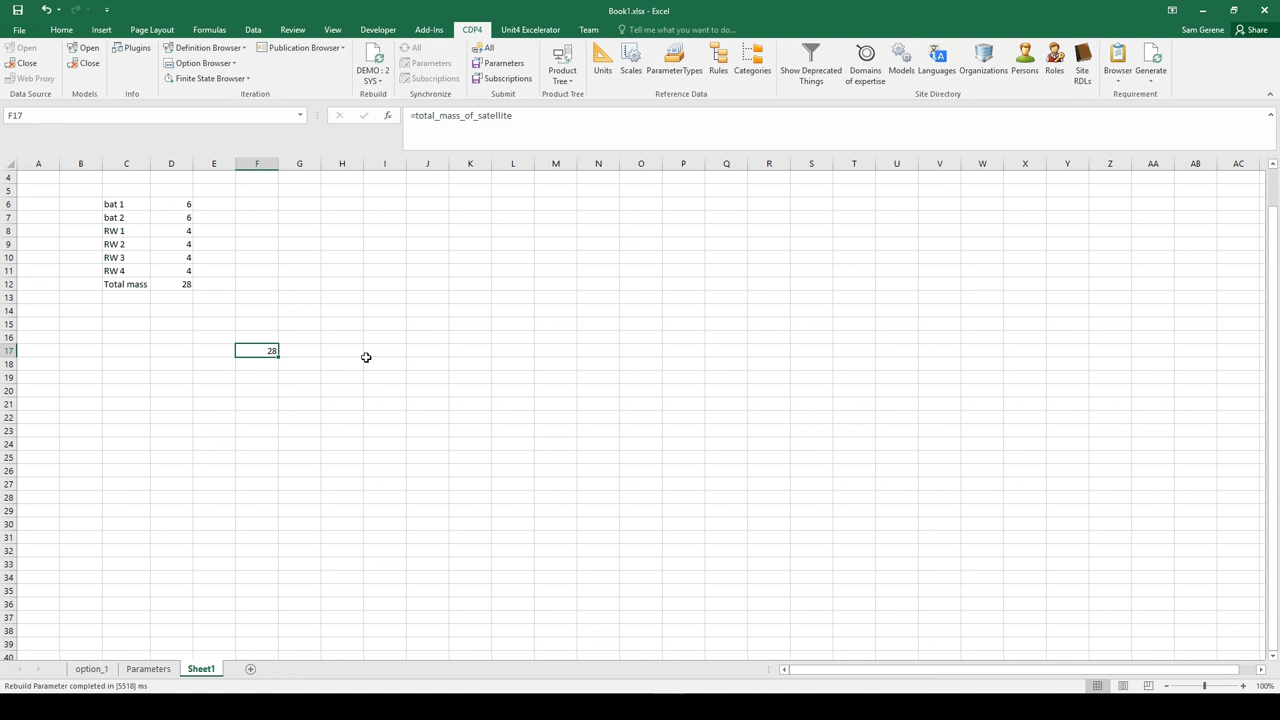 Book1.xlsx - Excel
File Home Insert Page Layout Formulas Data Review View Developer Add-Ins CDP4 Unit4 Excelerator Team Tell me what you want to do... Sam Gerene Share
Open
Close
Web Proxy
Data Source
Open
Close
Models
Plugins
Definition Browser
Option Browser
Finite State Browser
Publication Browser
Iteration
DEMO : 2
SYS
Rebuild
All
Parameters
Subscriptions
Synchronize
All
Parameters
Subscriptions
Submit
Product
Tree
Product Tree
Units
Scales
ParameterTypes
Rules
Categories
Reference Data
Show Deprecated
Things
Domains
of expertise
Models
Languages
Organizations
Persons
Roles
Site
RDLs
Site Directory
Browser
Generate
Requirement
F17 fx =total_mass_of_satellite
A B C D E F G H I J K L M N O P Q R S T U V W X Y Z AA AB AC
4
5
6 bat 1 6
7 bat 2 6
8 RW 1 4
9 RW 2 4
10 RW 3 4
11 RW 4 4
12 Total mass 28
13
14
15
16
17 28
18
19
20
21
22
23
24
25
26
27
28
29
30
31
32
33
34
35
36
37
38
39
40
option_1 Parameters Sheet1
Rebuild Parameter completed in [5518] ms 100%